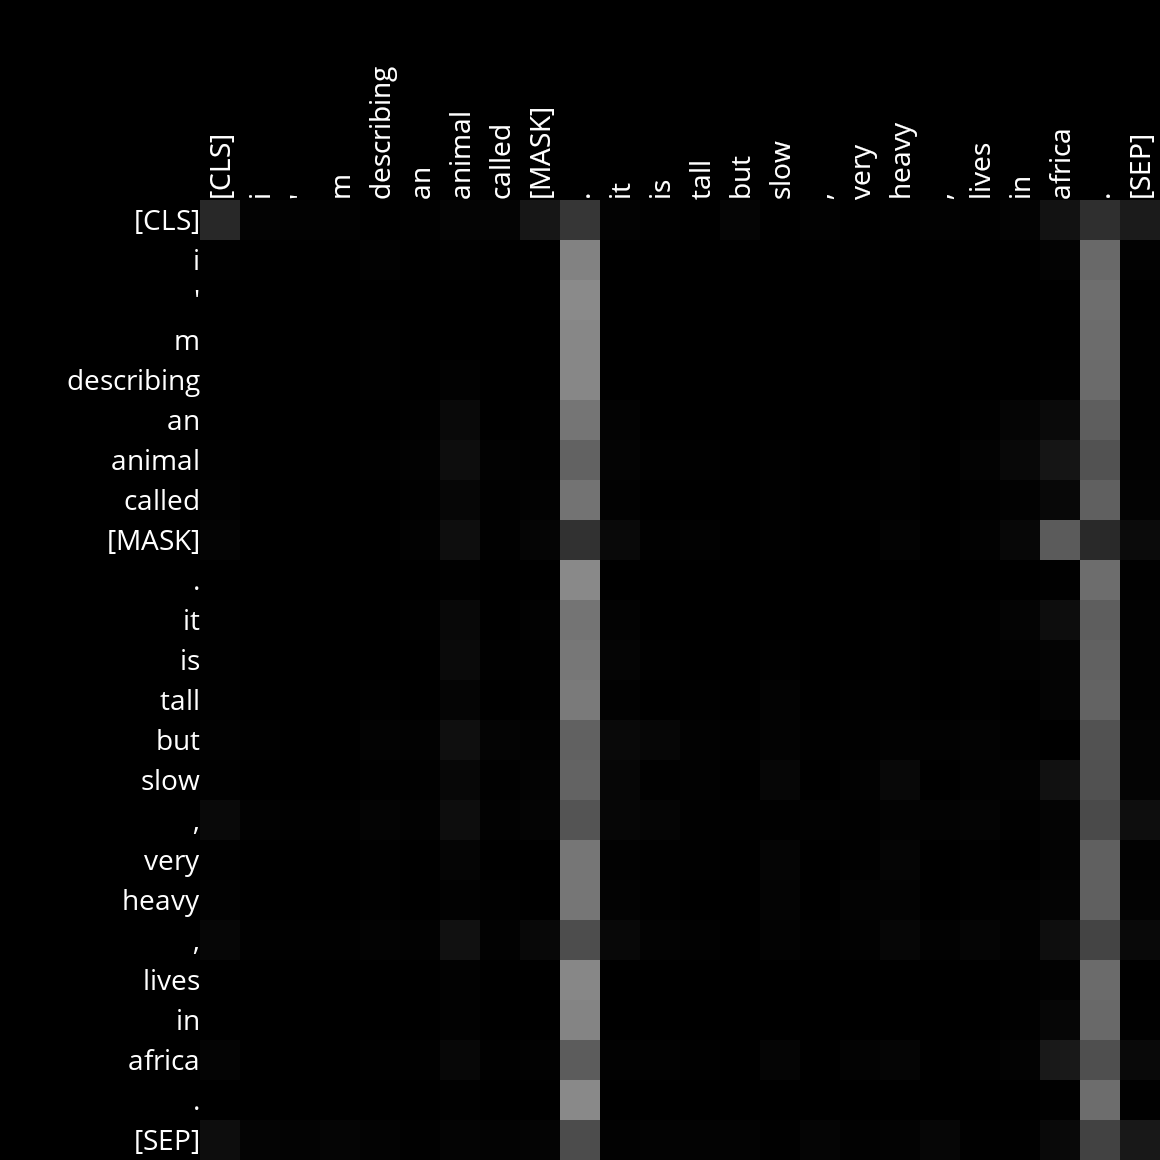 [CLS] i ' m describing an animal called [MASK] . it is tall but slow , very heavy , lives in africa . [SEP]
[CLS]
i
'
m
describing
an
animal
called
[MASK]
.
it
is
tall
but
slow
,
very
heavy
,
lives
in
africa
.
[SEP]